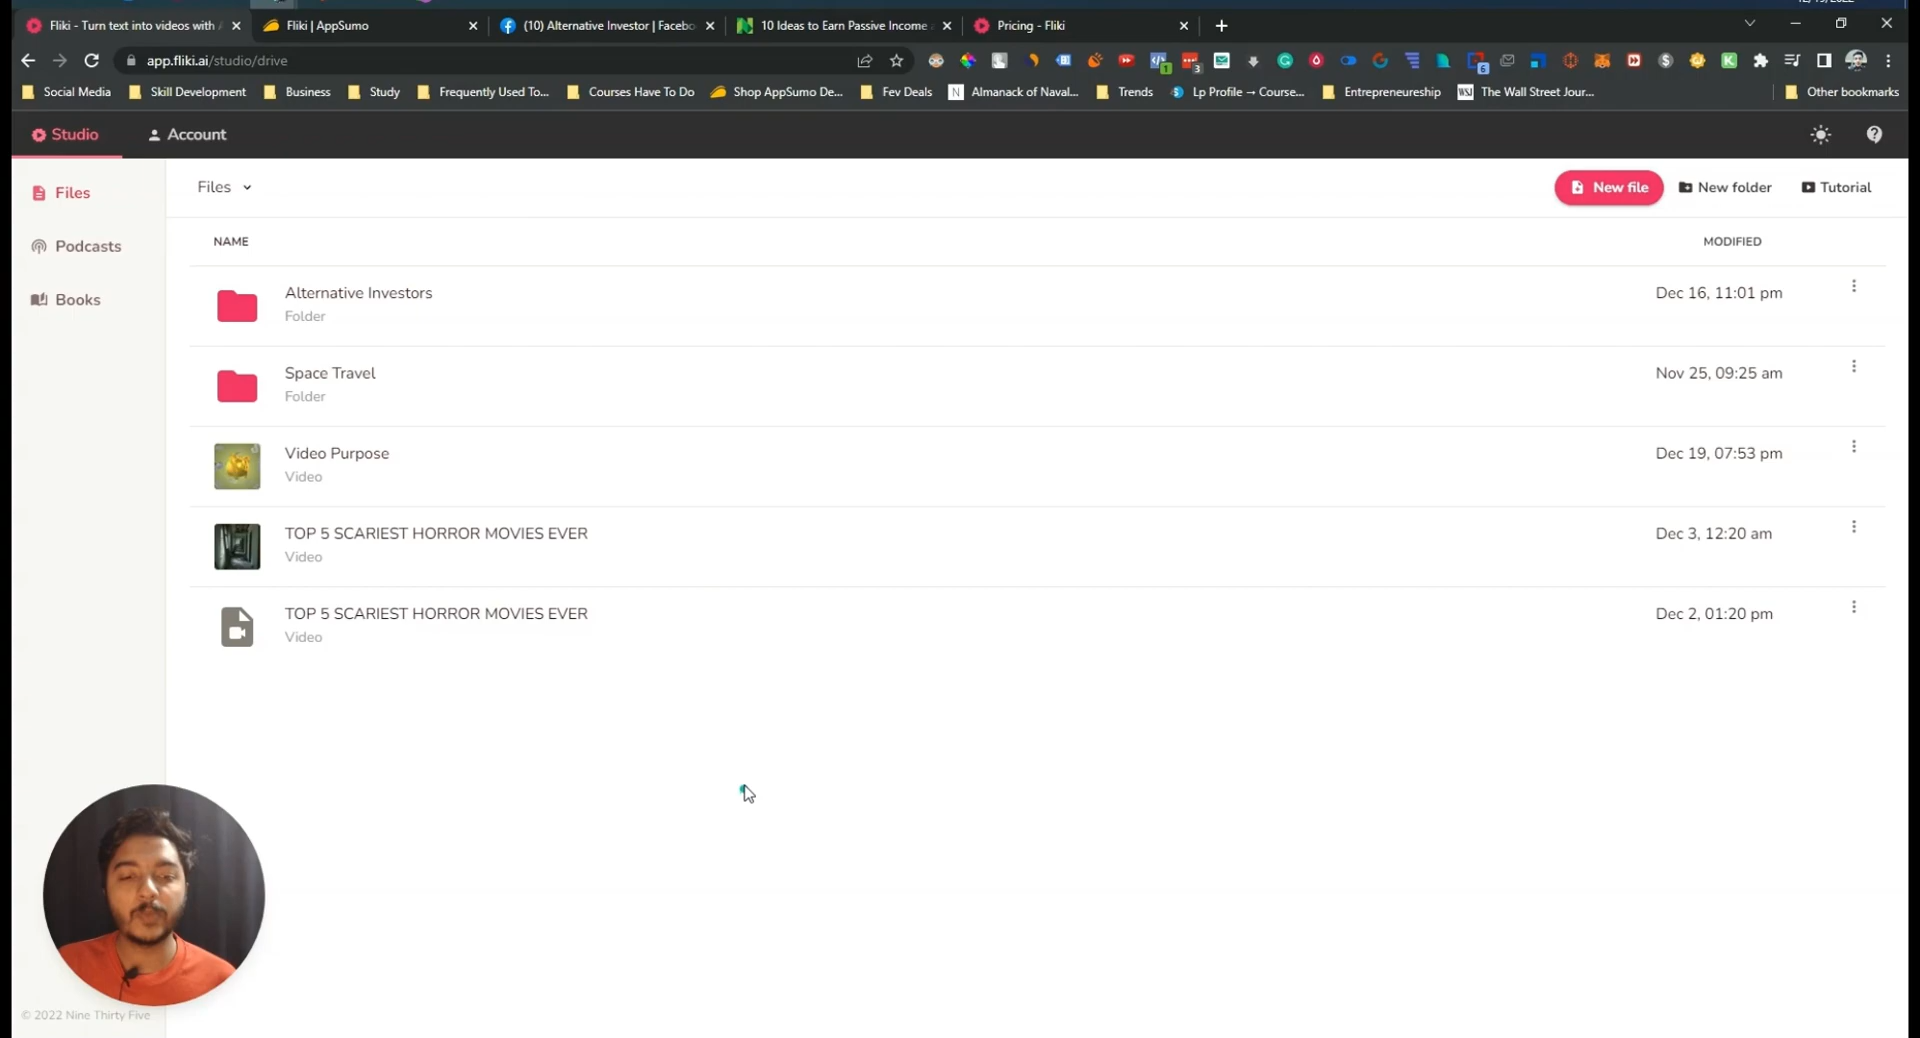 Fliki - Turn text into videos with
Fliki | AppSumo
(10) Alternative Investor | Facebo
10 Ideas to Earn Passive Income
Pricing - Fliki
app.fliki.ai/studio/drive
Social Media
Skill Development
Business
Study
Frequently Used To...
Courses Have To Do
Shop AppSumo De...
Fev Deals
Almanack of Naval...
Trends
Lp Profile → Course...
Entrepreneureship
WSJ
The Wall Street Jour...
Other bookmarks
Studio
Account
Files
Podcasts
Books
Files
New file
New folder
Tutorial
NAME
MODIFIED
Alternative Investors
Folder
Dec 16, 11:01 pm
Space Travel
Folder
Nov 25, 09:25 am
Video Purpose
Video
Dec 19, 07:53 pm
TOP 5 SCARIEST HORROR MOVIES EVER
Video
Dec 3, 12:20 am
TOP 5 SCARIEST HORROR MOVIES EVER
Video
Dec 2, 01:20 pm
© 2022 Nine Thirty Five